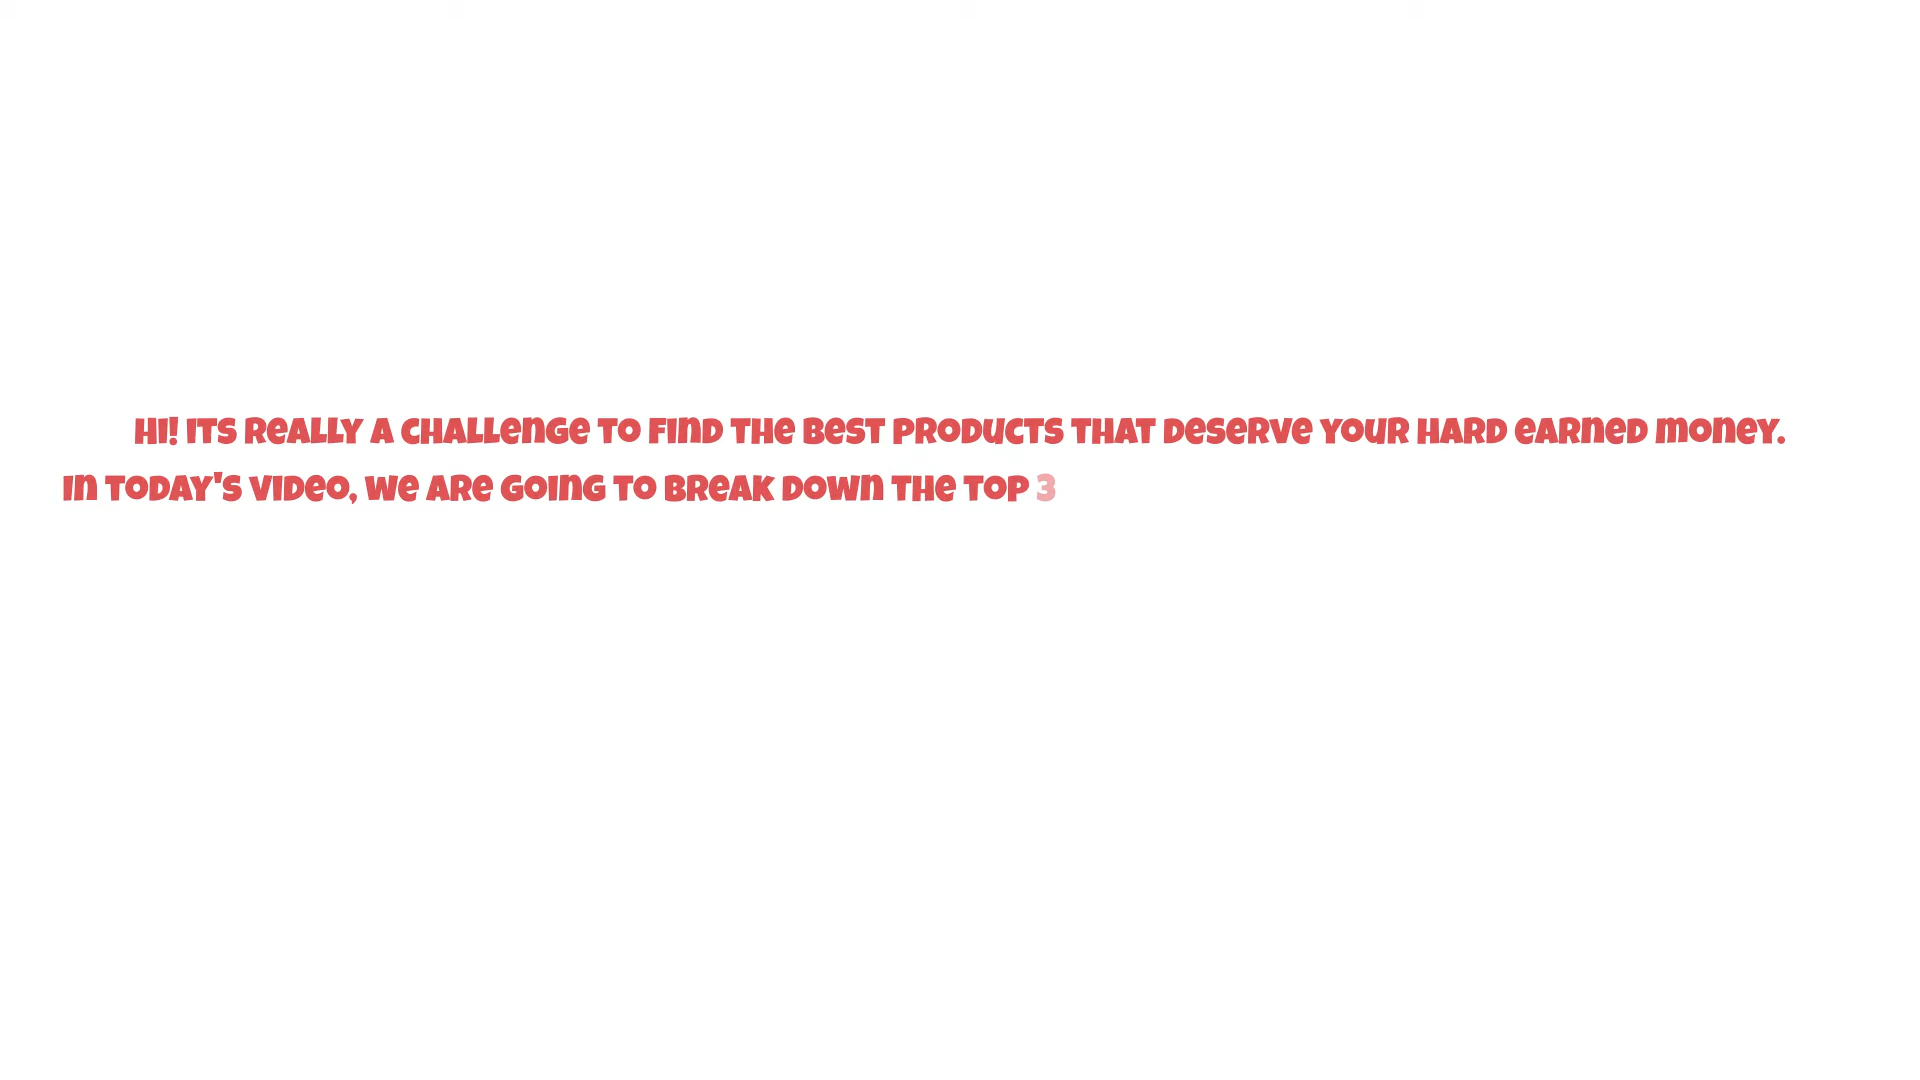 Hi! Its really a challenge to find the best products that deserve your hard earned money.
In today's video, we are going to break down the top 3